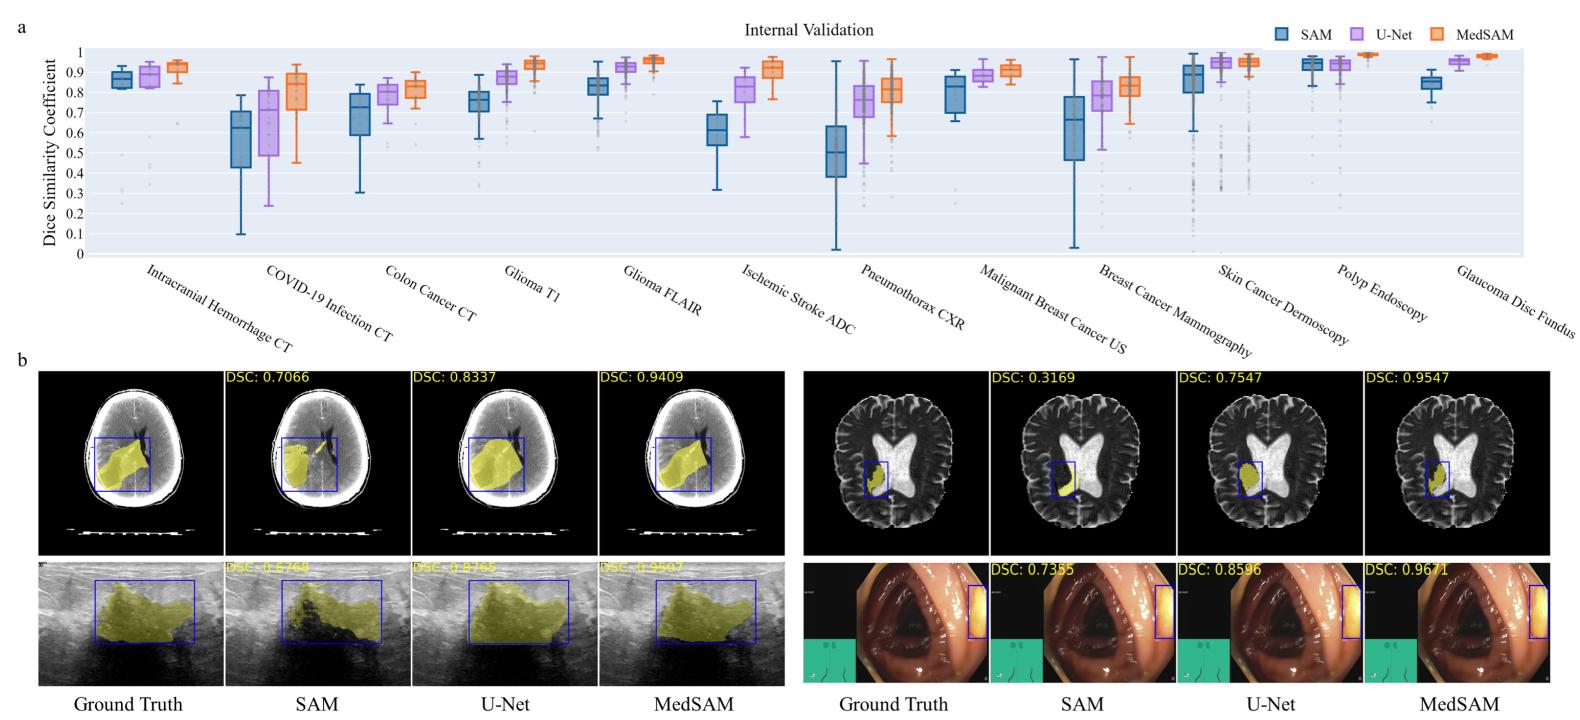 a
Internal Validation
SAM U-Net MedSAM
Dice Similarity Coefficient
1
0.9
0.8
0.7
0.6
0.5
0.4
0.3
0.2
0.1
0
Intracranial Hemorrhage CT
COVID-19 Infection CT
Colon Cancer CT
Glioma T1
Glioma FLAIR
Ischemic Stroke ADC
Pneumothorax CXR
Malignant Breast Cancer US
Breast Cancer Mammography
Skin Cancer Dermoscopy
Polyp Endoscopy
Glaucoma Disc Fundus
b
DSC: 0.7066 DSC: 0.8337 DSC: 0.9409 DSC: 0.3169 DSC: 0.7547 DSC: 0.9547
DSC: 0.6768 DSC: 0.8765 DSC: 0.9507 DSC: 0.7355 DSC: 0.8596 DSC: 0.9671
Ground Truth SAM U-Net MedSAM Ground Truth SAM U-Net MedSAM